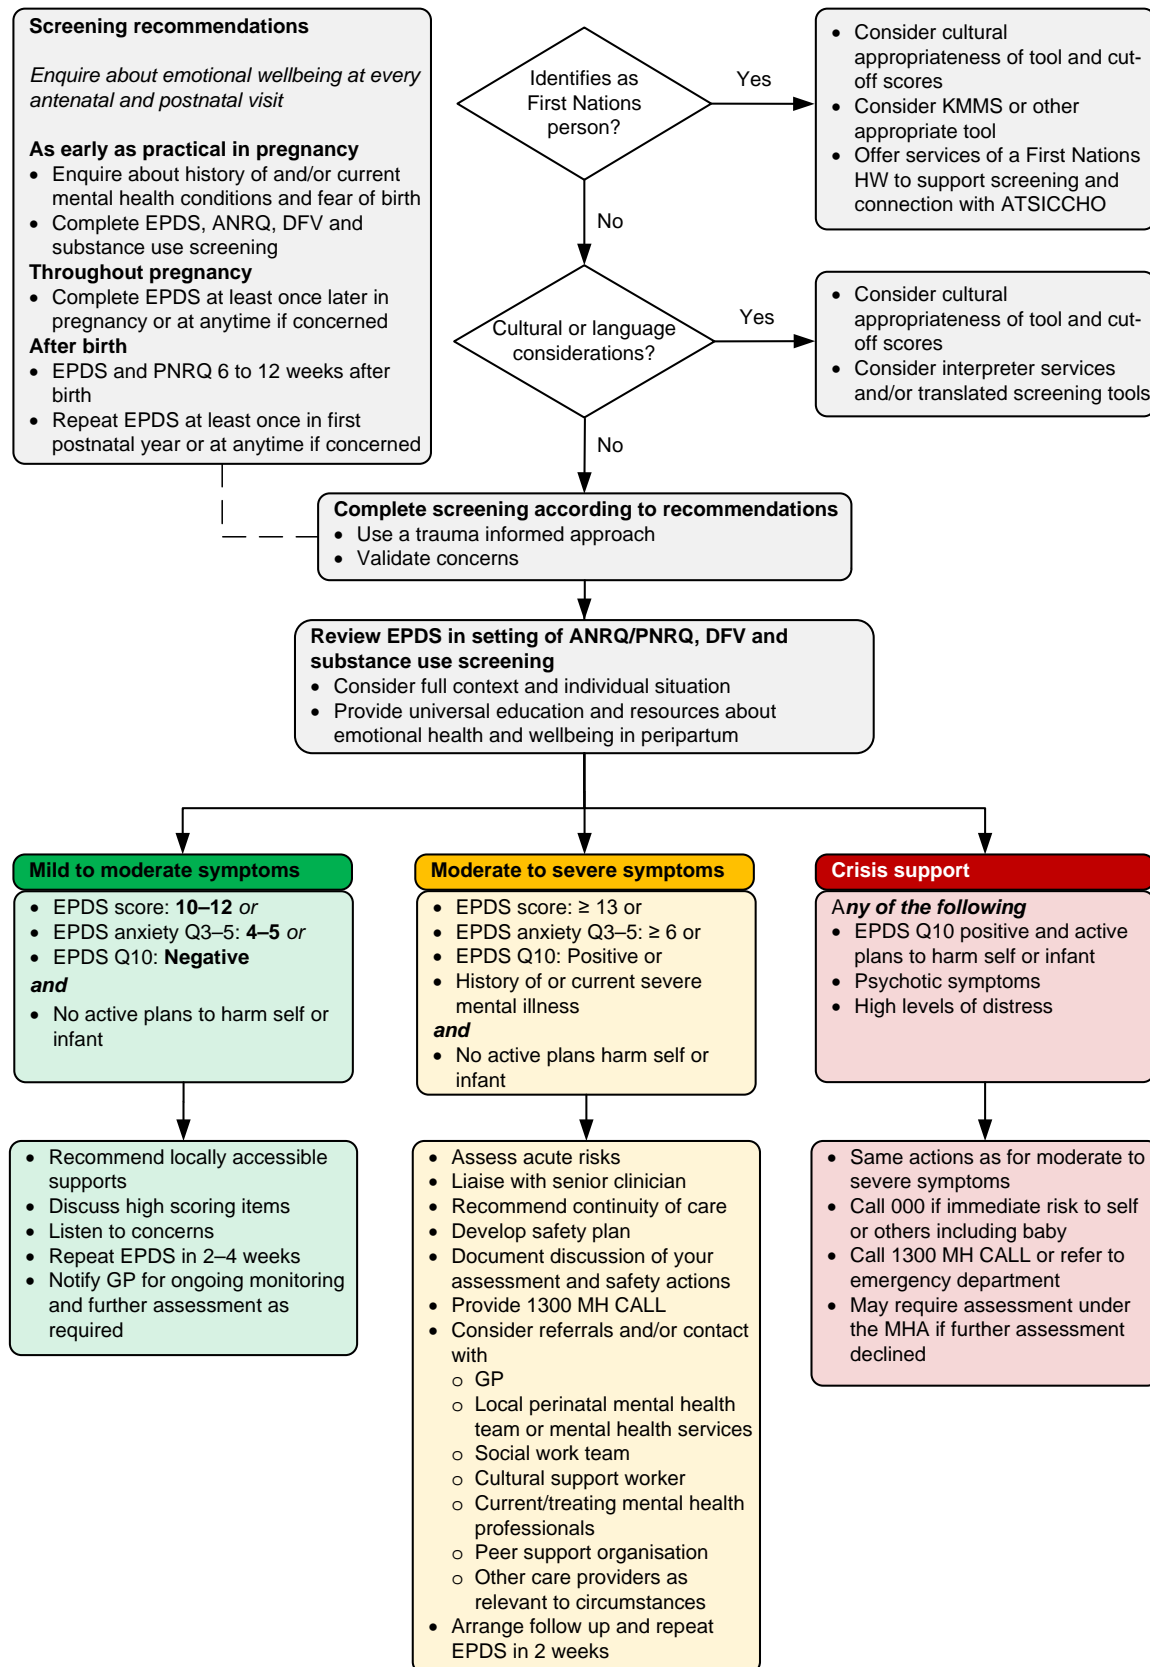 Screening recommendations
Enquire about emotional wellbeing at every
antenatal and postnatal visit
As early as practical in pregnancy
• Enquire about history of and/or current
mental health conditions and fear of birth
• Complete EPDS, ANRQ, DFV and
substance use screening
Throughout pregnancy
• Complete EPDS at least once later in
pregnancy or at anytime if concerned
After birth
• EPDS and PNRQ 6 to 12 weeks after
birth
• Repeat EPDS at least once in first
postnatal year or at anytime if concerned
Identifies as
First Nations
person?
Yes
• Consider cultural
appropriateness of tool and cut-
off scores
• Consider KMMS or other
appropriate tool
• Offer services of a First Nations
HW to support screening and
connection with ATSICCHO
No
Cultural or language
considerations?
Yes
• Consider cultural
appropriateness of tool and cut-
off scores
• Consider interpreter services
and/or translated screening tools
No
Complete screening according to recommendations
• Use a trauma informed approach
• Validate concerns
Review EPDS in setting of ANRQ/PNRQ, DFV and
substance use screening
• Consider full context and individual situation
• Provide universal education and resources about
emotional health and wellbeing in peripartum
Mild to moderate symptoms
• EPDS score: 10–12 or
• EPDS anxiety Q3–5: 4–5 or
• EPDS Q10: Negative
and
• No active plans to harm self or
infant
• Recommend locally accessible
supports
• Discuss high scoring items
• Listen to concerns
• Repeat EPDS in 2–4 weeks
• Notify GP for ongoing monitoring
and further assessment as
required
Moderate to severe symptoms
• EPDS score: ≥ 13 or
• EPDS anxiety Q3–5: ≥ 6 or
• EPDS Q10: Positive or
• History of or current severe
mental illness
and
• No active plans harm self or
infant
• Assess acute risks
• Liaise with senior clinician
• Recommend continuity of care
• Develop safety plan
• Document discussion of your
assessment and safety actions
• Provide 1300 MH CALL
• Consider referrals and/or contact
with
o GP
o Local perinatal mental health
team or mental health services
o Social work team
o Cultural support worker
o Current/treating mental health
professionals
o Peer support organisation
o Other care providers as
relevant to circumstances
• Arrange follow up and repeat
EPDS in 2 weeks
Crisis support
Any of the following
• EPDS Q10 positive and active
plans to harm self or infant
• Psychotic symptoms
• High levels of distress
• Same actions as for moderate to
severe symptoms
• Call 000 if immediate risk to self
or others including baby
• Call 1300 MH CALL or refer to
emergency department
• May require assessment under
the MHA if further assessment
declined